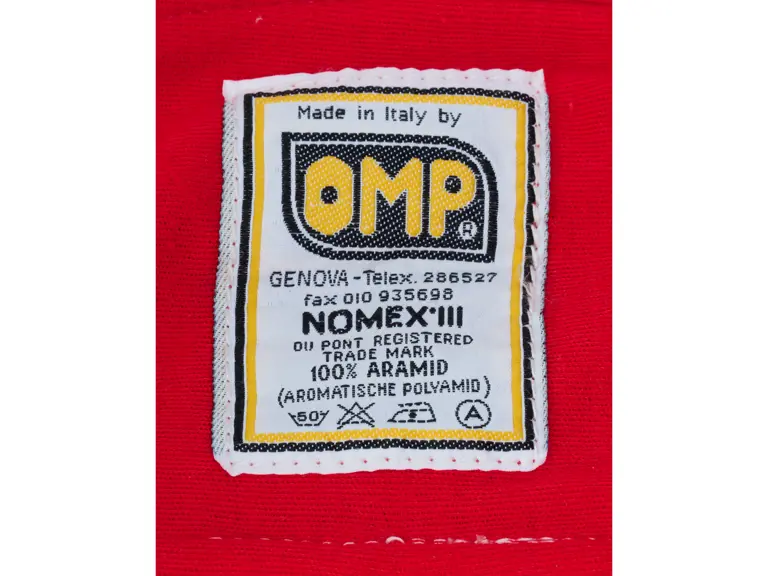 Made in Italy by
OMP®
GENOVA - Telex. 286527
fax 010 935698
NOMEX·III
DU PONT REGISTERED
TRADE MARK
100% ARAMID
(AROMATISCHE POLYAMID)
50 A